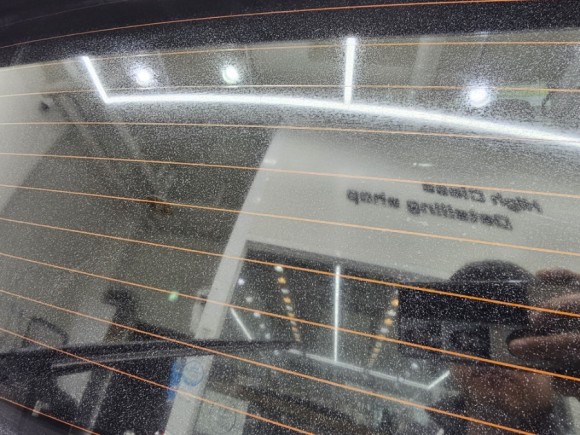 High Class
Detailing shop